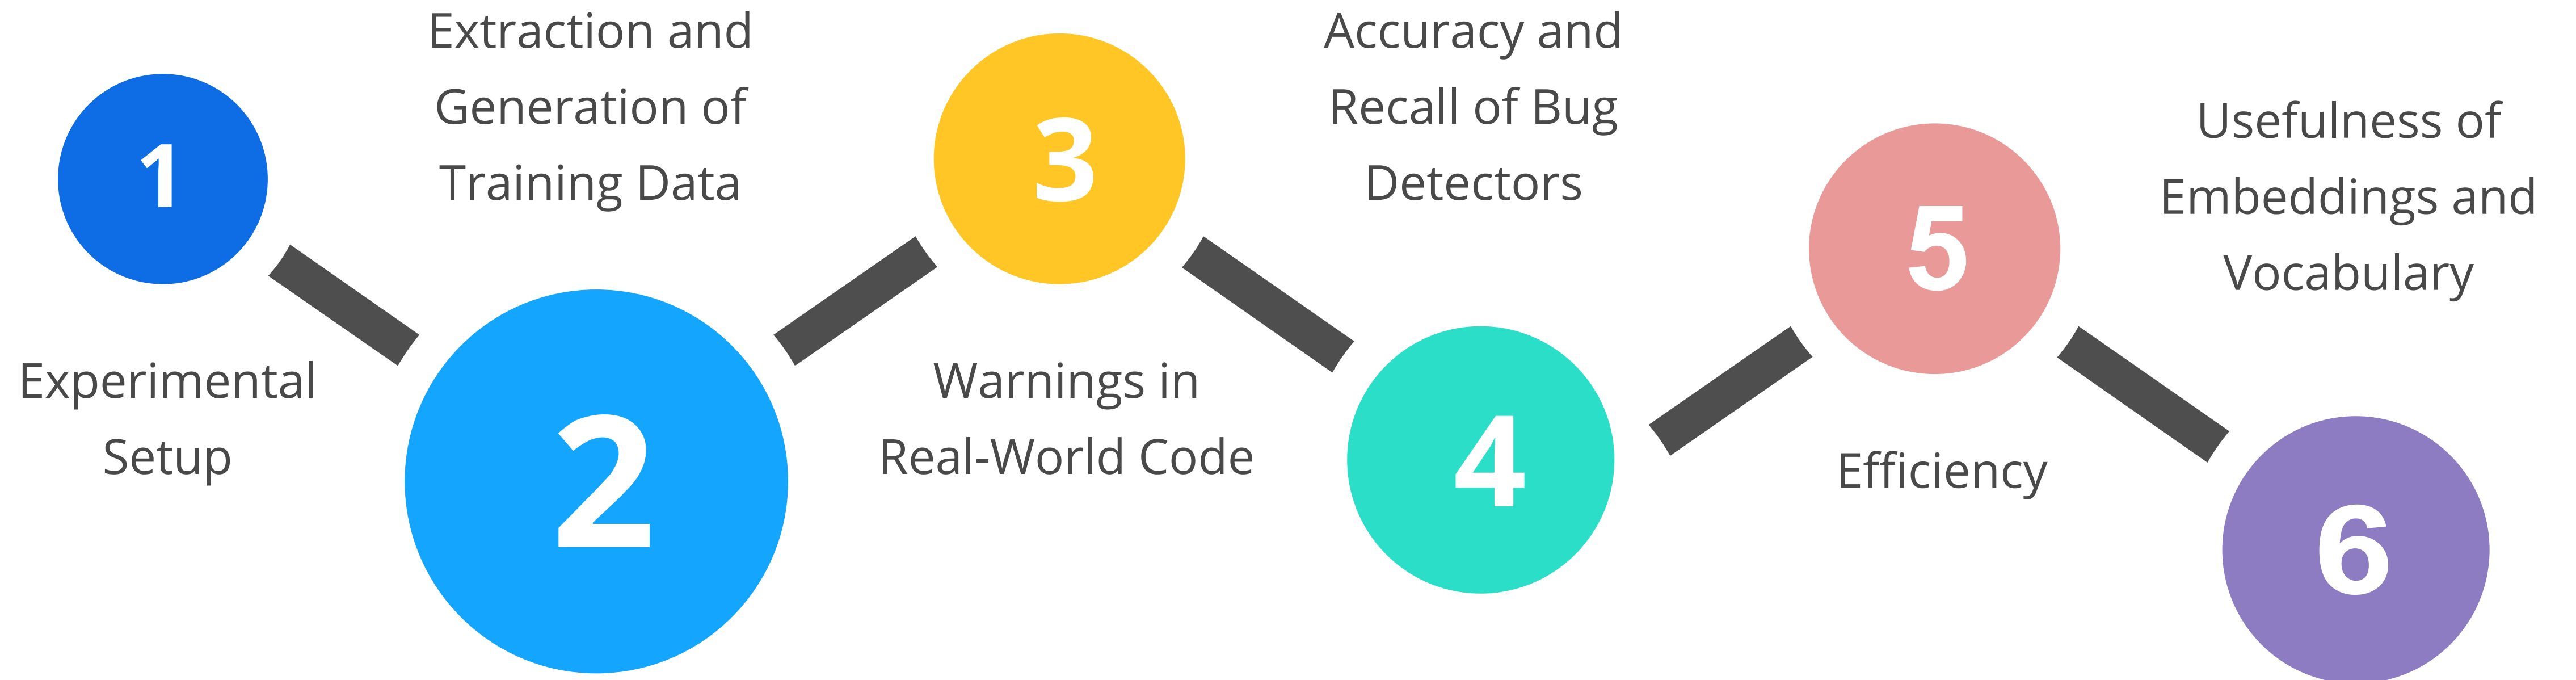 1
Experimental
Setup
Extraction and
Generation of
Training Data
2
3
Warnings in
Real-World Code
Accuracy and
Recall of Bug
Detectors
4
5
Efficiency
Usefulness of
Embeddings and
Vocabulary
6